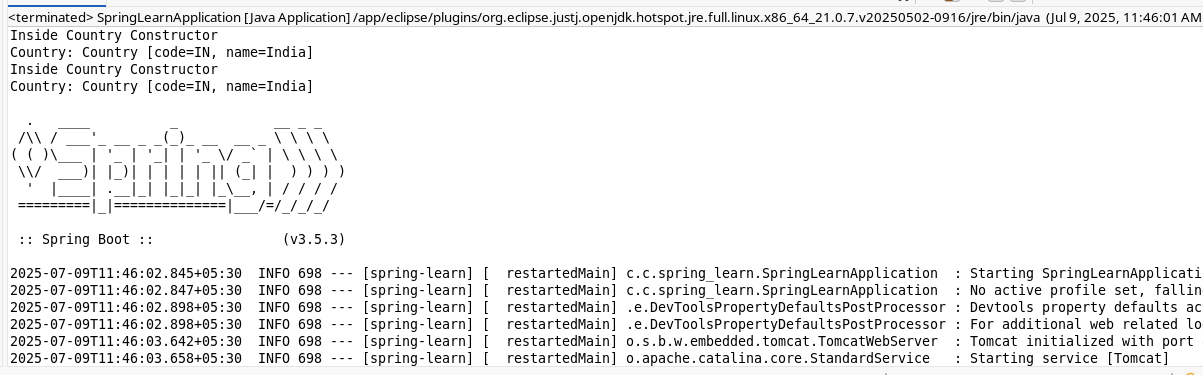 <terminated> SpringLearnApplication [Java Application] /app/eclipse/plugins/org.eclipse.justj.openjdk.hotspot.jre.full.linux.x86_64_21.0.7.v20250502-0916/jre/bin/java (Jul 9, 2025, 11:46:01 AM
Inside Country Constructor
Country: Country [code=IN, name=India]
Inside Country Constructor
Country: Country [code=IN, name=India]

  .   ____          _            __ _ _
 /\\ / ___'_ __ _ _(_)_ __  __ _ \ \ \ \
( ( )\___ | '_ | '_| | '_ \/ _` | \ \ \ \
 \\/  ___)| |_)| | | | | || (_| |  ) ) ) )
  '  |____| .__|_| |_|_| |_\__, | / / / /
 =========|_|==============|___/=/_/_/_/

 :: Spring Boot ::                (v3.5.3)

2025-07-09T11:46:02.845+05:30  INFO 698 --- [spring-learn] [  restartedMain] c.c.spring_learn.SpringLearnApplication  : Starting SpringLearnApplicati
2025-07-09T11:46:02.847+05:30  INFO 698 --- [spring-learn] [  restartedMain] c.c.spring_learn.SpringLearnApplication  : No active profile set, fallin
2025-07-09T11:46:02.898+05:30  INFO 698 --- [spring-learn] [  restartedMain] .e.DevToolsPropertyDefaultsPostProcessor : Devtools property defaults ac
2025-07-09T11:46:02.898+05:30  INFO 698 --- [spring-learn] [  restartedMain] .e.DevToolsPropertyDefaultsPostProcessor : For additional web related lo
2025-07-09T11:46:03.642+05:30  INFO 698 --- [spring-learn] [  restartedMain] o.s.b.w.embedded.tomcat.TomcatWebServer  : Tomcat initialized with port
2025-07-09T11:46:03.658+05:30  INFO 698 --- [spring-learn] [  restartedMain] o.apache.catalina.core.StandardService   : Starting service [Tomcat]